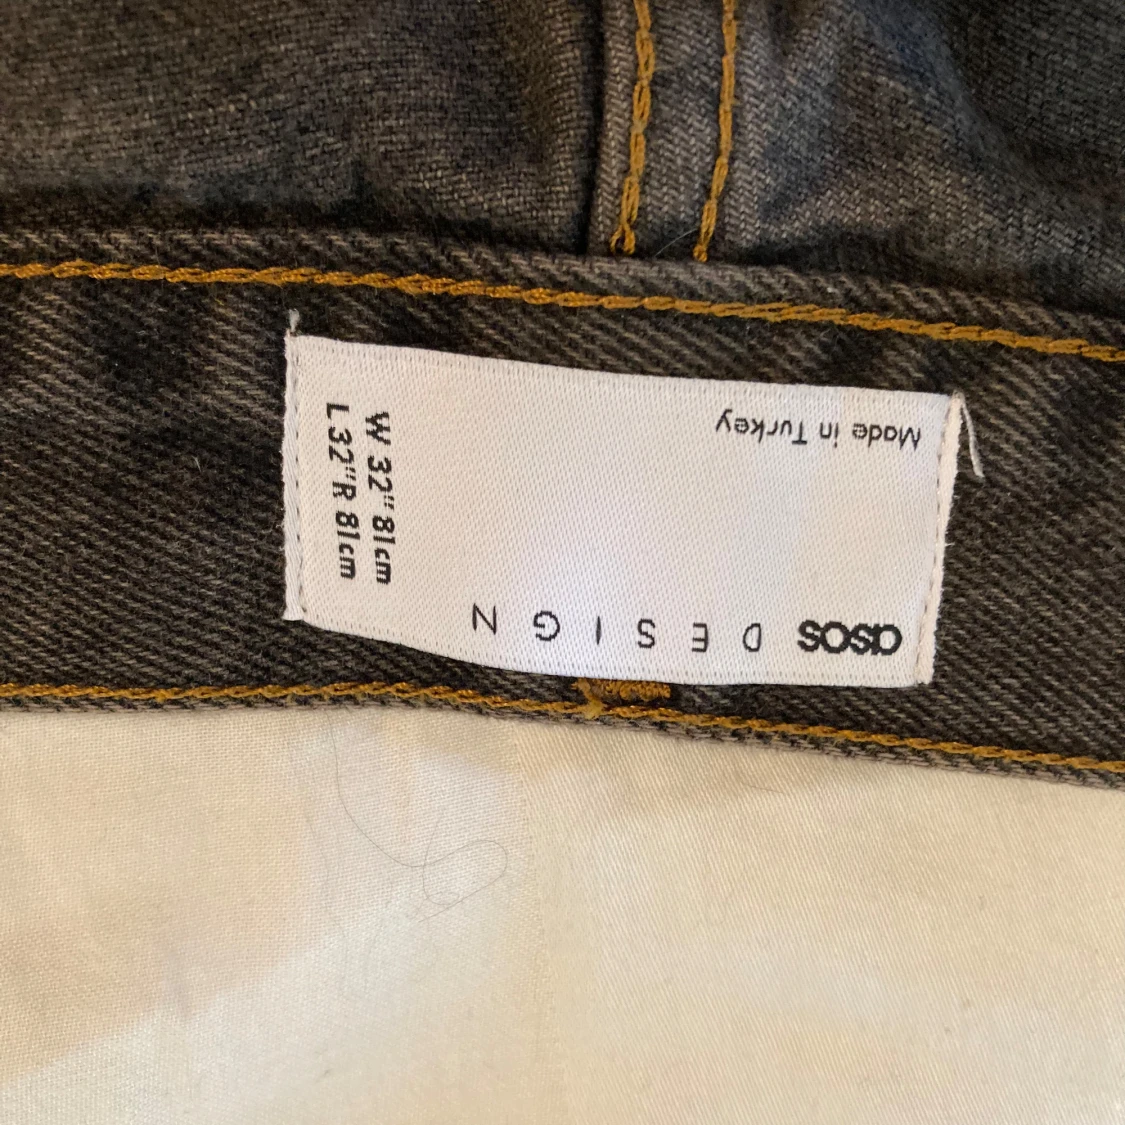 asos DESIGN
Made in Turkey
W 32" 81cm
L 32"R 81cm